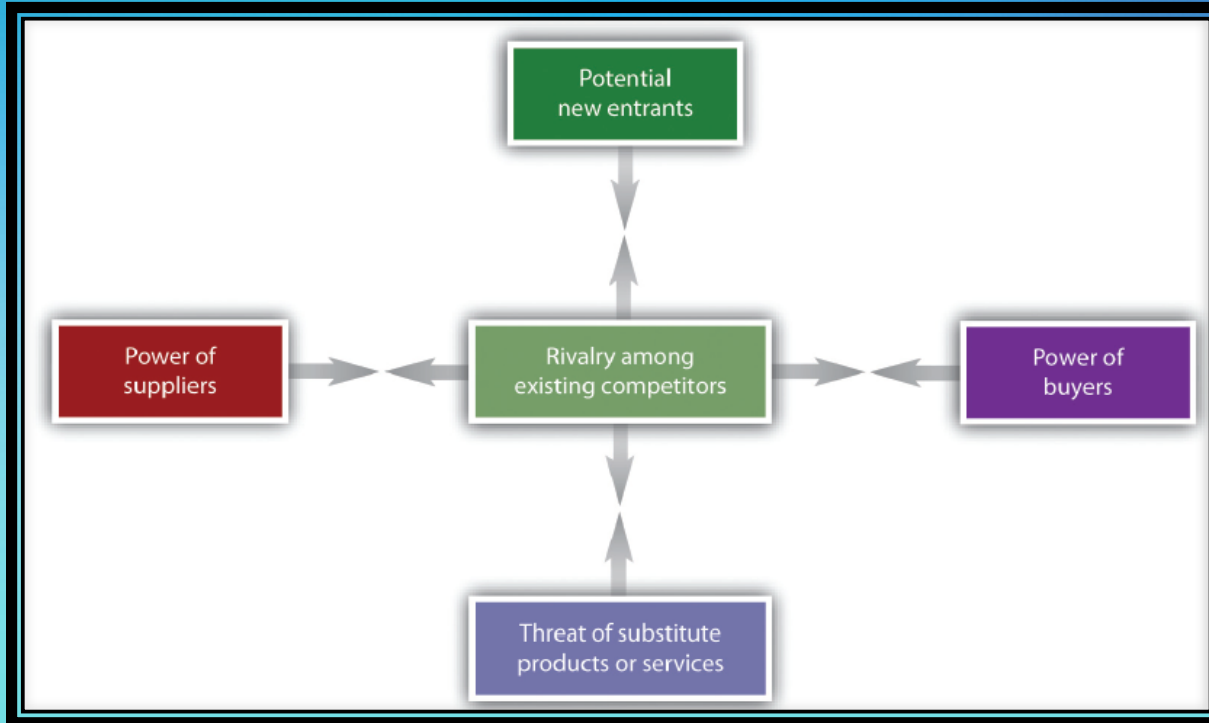 Potential
new entrants
Power of
suppliers
Rivalry among
existing competitors
Power of
buyers
Threat of substitute
products or services